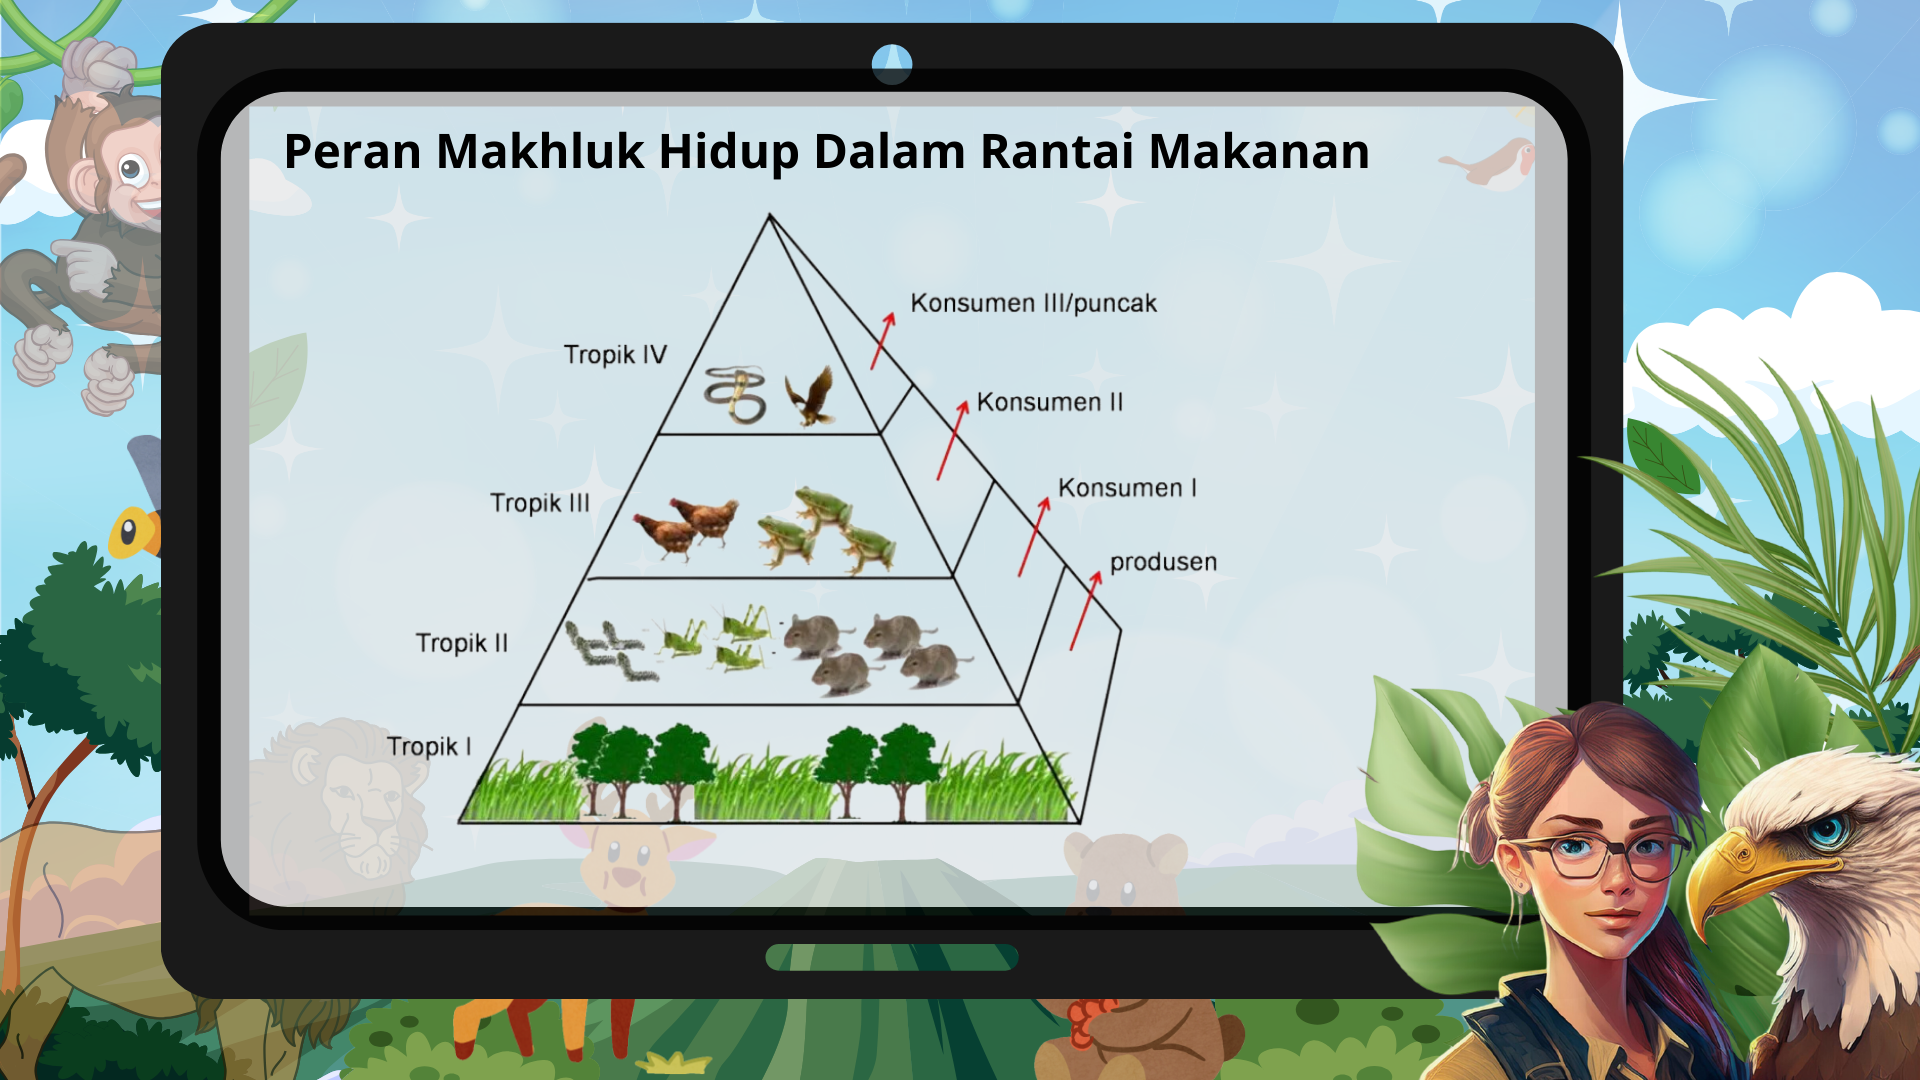 Peran Makhluk Hidup Dalam Rantai Makanan
Konsumen III/puncak
Tropik IV
Konsumen II
Tropik III
Konsumen I
produsen
Tropik II
Tropik I